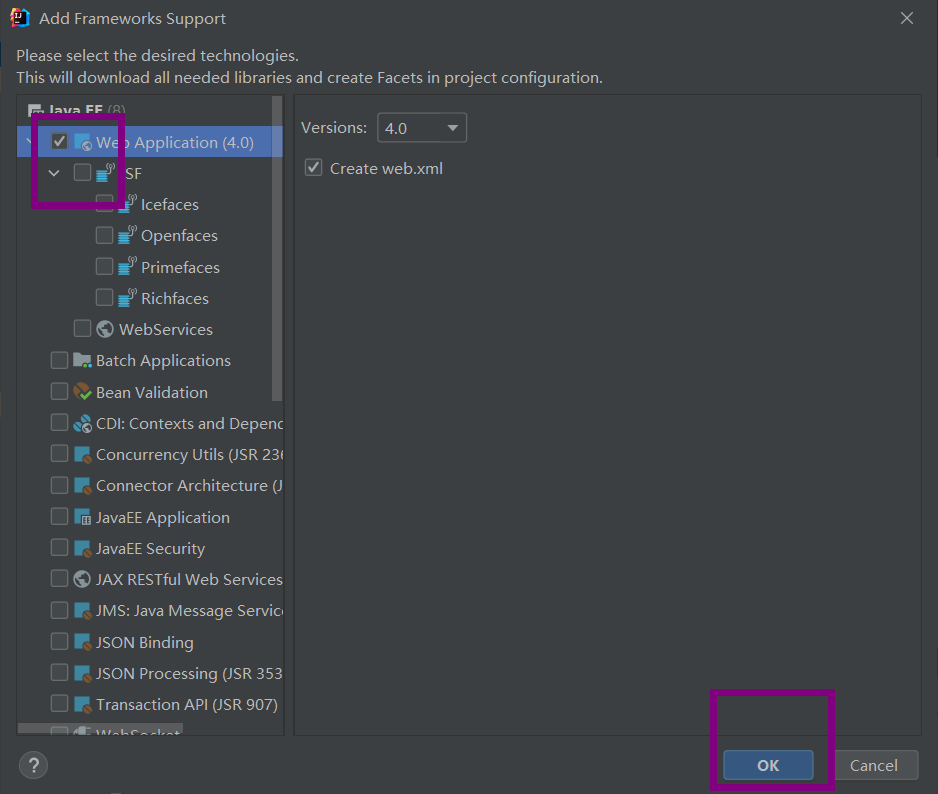 Add Frameworks Support
Please select the desired technologies.
This will download all needed libraries and create Facets in project configuration.
Java EE (8)
Web Application (4.0)
SF
Icefaces
Openfaces
Primefaces
Richfaces
WebServices
Batch Applications
Bean Validation
CDI: Contexts and Depend
Concurrency Utils (JSR 236
Connector Architecture (J
JavaEE Application
JavaEE Security
JAX RESTful Web Services
JMS: Java Message Servic
JSON Binding
JSON Processing (JSR 353
Transaction API (JSR 907)
WebSocket
Versions: 4.0
Create web.xml
? OK Cancel